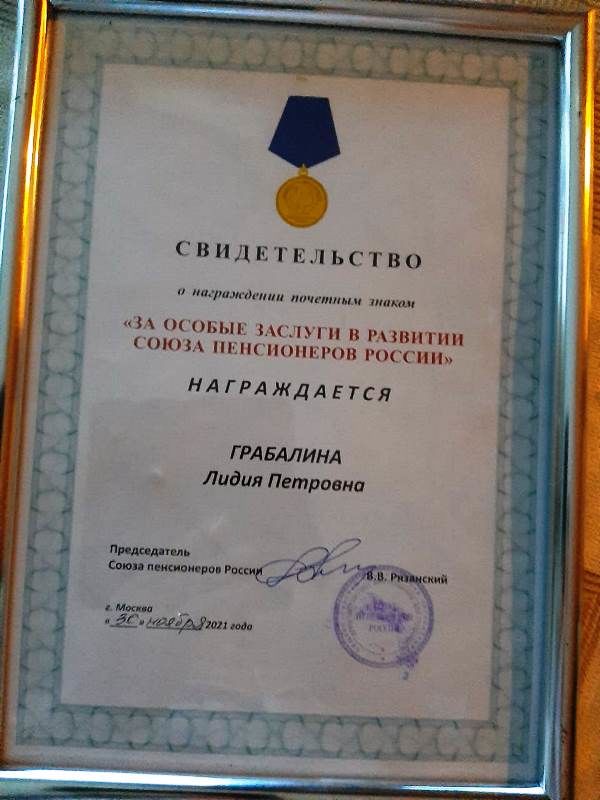 СВИДЕТЕЛЬСТВО
о награждении почетным знаком
«ЗА ОСОБЫЕ ЗАСЛУГИ В РАЗВИТИИ
СОЮЗА ПЕНСИОНЕРОВ РОССИИ»
НАГРАЖДАЕТСЯ
ГРАБАЛИНА
Лидия Петровна
Председатель
Союза пенсионеров России
В.В. Рязанский
г. Москва
«30» ноября 2021 года
РОССИИ